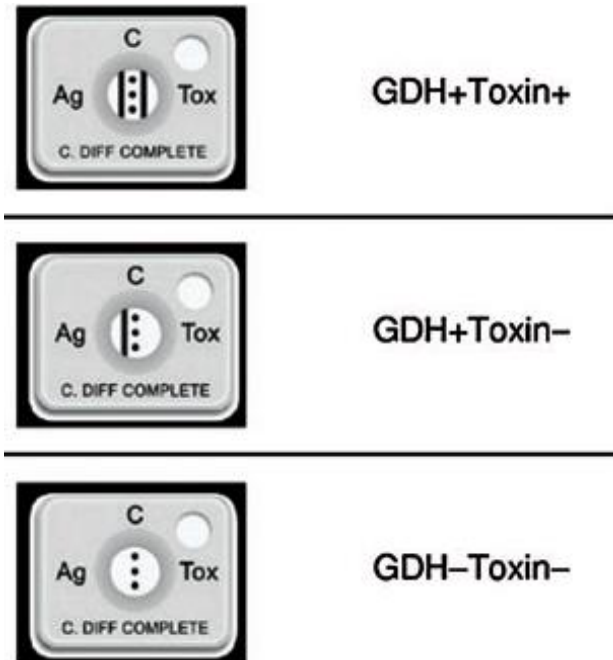 C
Ag Tox
C. DIFF COMPLETE
GDH+Toxin+
C
Ag Tox
C. DIFF COMPLETE
GDH+Toxin–
C
Ag Tox
C. DIFF COMPLETE
GDH–Toxin–